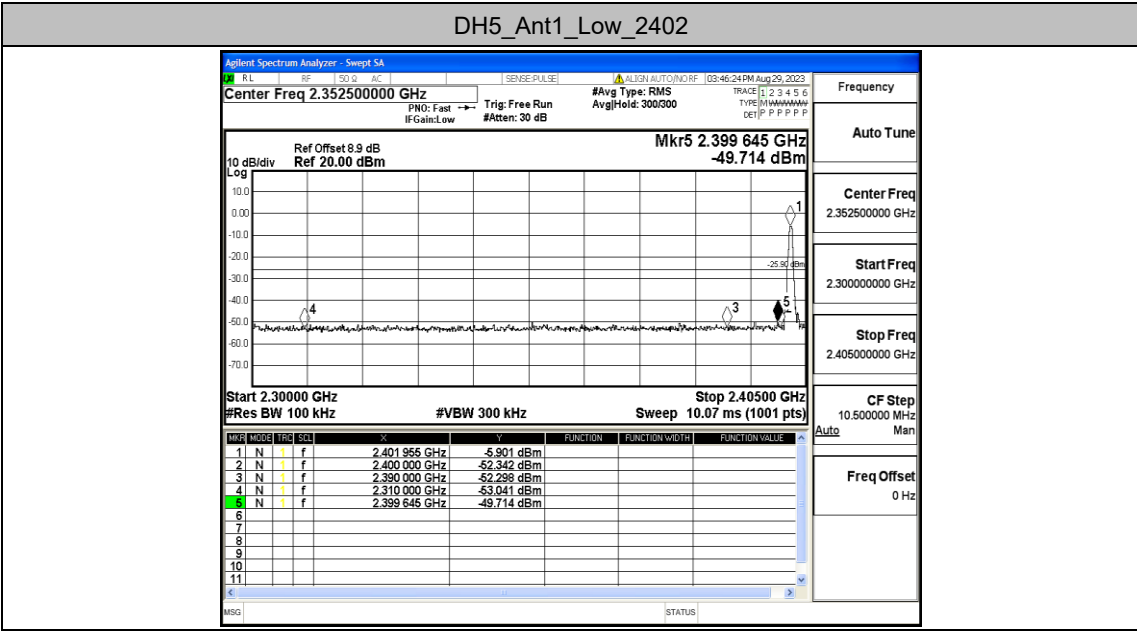 DH5_Ant1_Low_2402
Agilent Spectrum Analyzer - Swept SA
LXI RL RF 50 Ω AC SENSE:PULSE ALIGN AUTO/NO RF 03:46:24 PM Aug 29, 2023
Center Freq 2.352500000 GHz #Avg Type: RMS TRACE 1 2 3 4 5 6
PNO: Fast Trig: Free Run Avg|Hold: 300/300 TYPE M
IFGain:Low #Atten: 30 dB DET P P P P P P
Mkr5 2.399 645 GHz
Ref Offset 8.9 dB
10 dB/div Ref 20.00 dBm -49.714 dBm
Log
10.0
1
0.00
-10.0
-20.0
-25.90 dBm
-30.0
-40.0
4 3 5
-50.0
-60.0
-70.0
Start 2.30000 GHz Stop 2.40500 GHz
#Res BW 100 kHz #VBW 300 kHz Sweep 10.07 ms (1001 pts)
MKR MODE TRC SCL X Y FUNCTION FUNCTION WIDTH FUNCTION VALUE
1 N 1 f 2.401 955 GHz -5.901 dBm
2 N 1 f 2.400 000 GHz -52.342 dBm
3 N 1 f 2.390 000 GHz -52.298 dBm
4 N 1 f 2.310 000 GHz -53.041 dBm
5 N 1 f 2.399 645 GHz -49.714 dBm
6
7
8
9
10
11
MSG STATUS
Frequency
Auto Tune
Center Freq
2.352500000 GHz
Start Freq
2.300000000 GHz
Stop Freq
2.405000000 GHz
CF Step
10.500000 MHz
Auto Man
Freq Offset
0 Hz